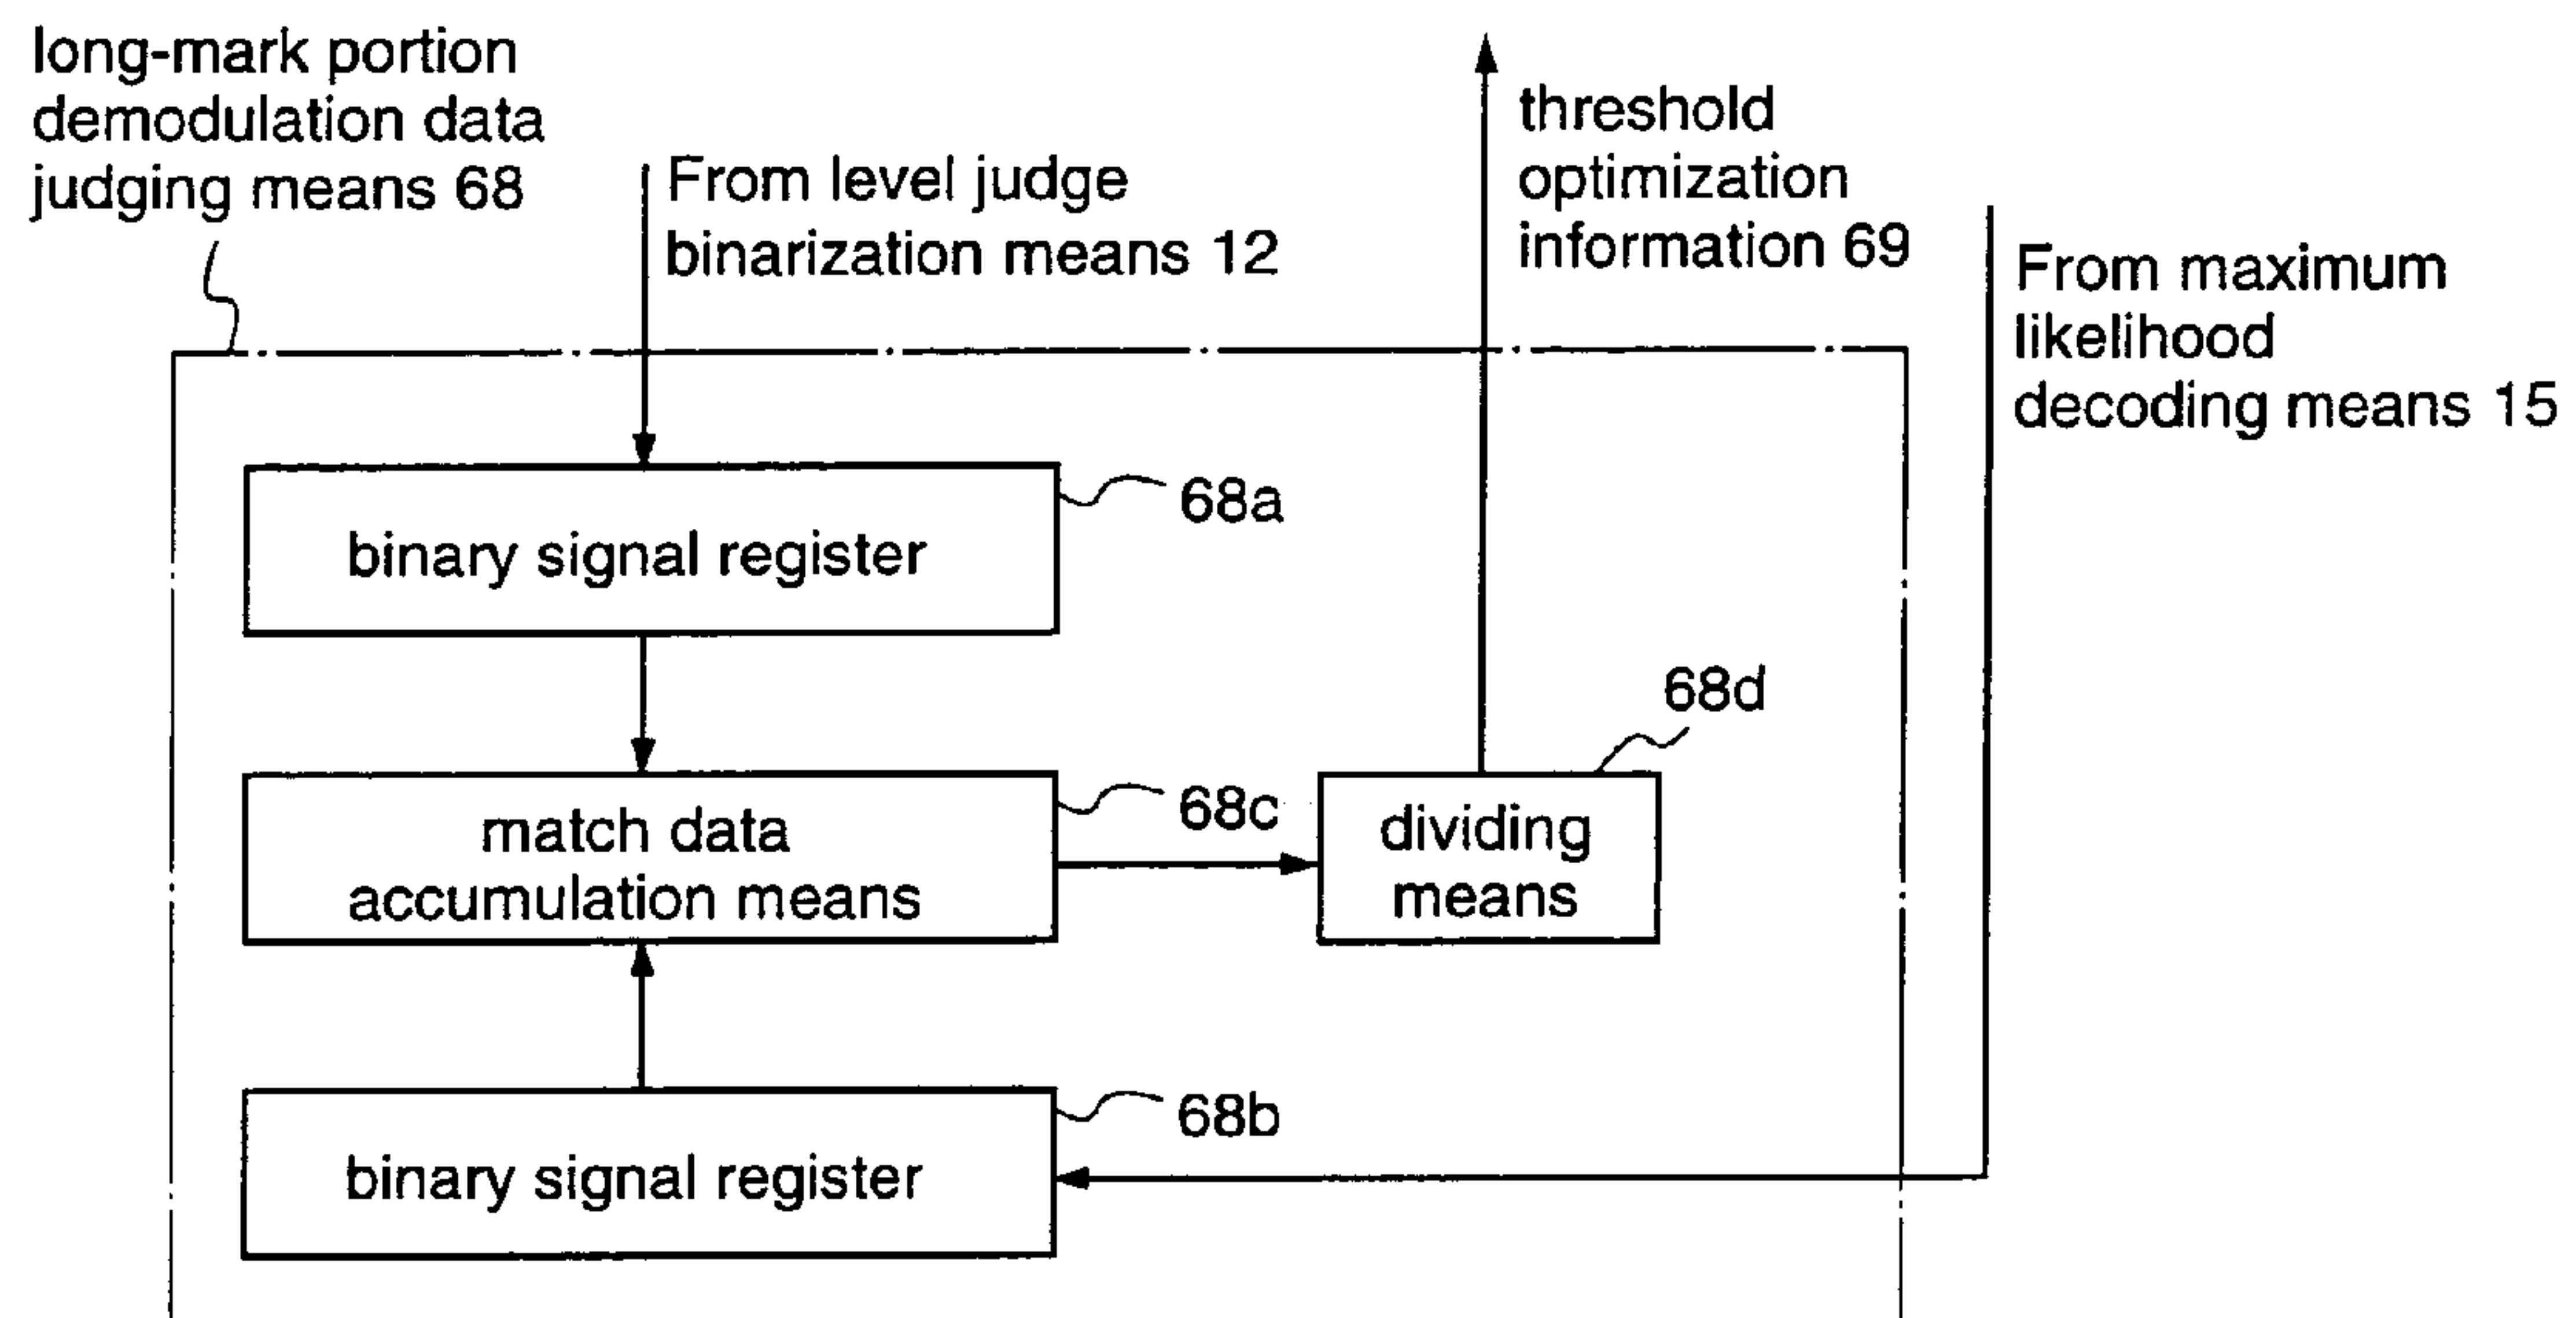 long-mark portion
demodulation data
judging means 68
From level judge
binarization means 12
threshold
optimization
information 69
From maximum
likelihood
decoding means 15
68a
binary signal register
68d
68c
match data
accumulation means
dividing
means
68b
binary signal register